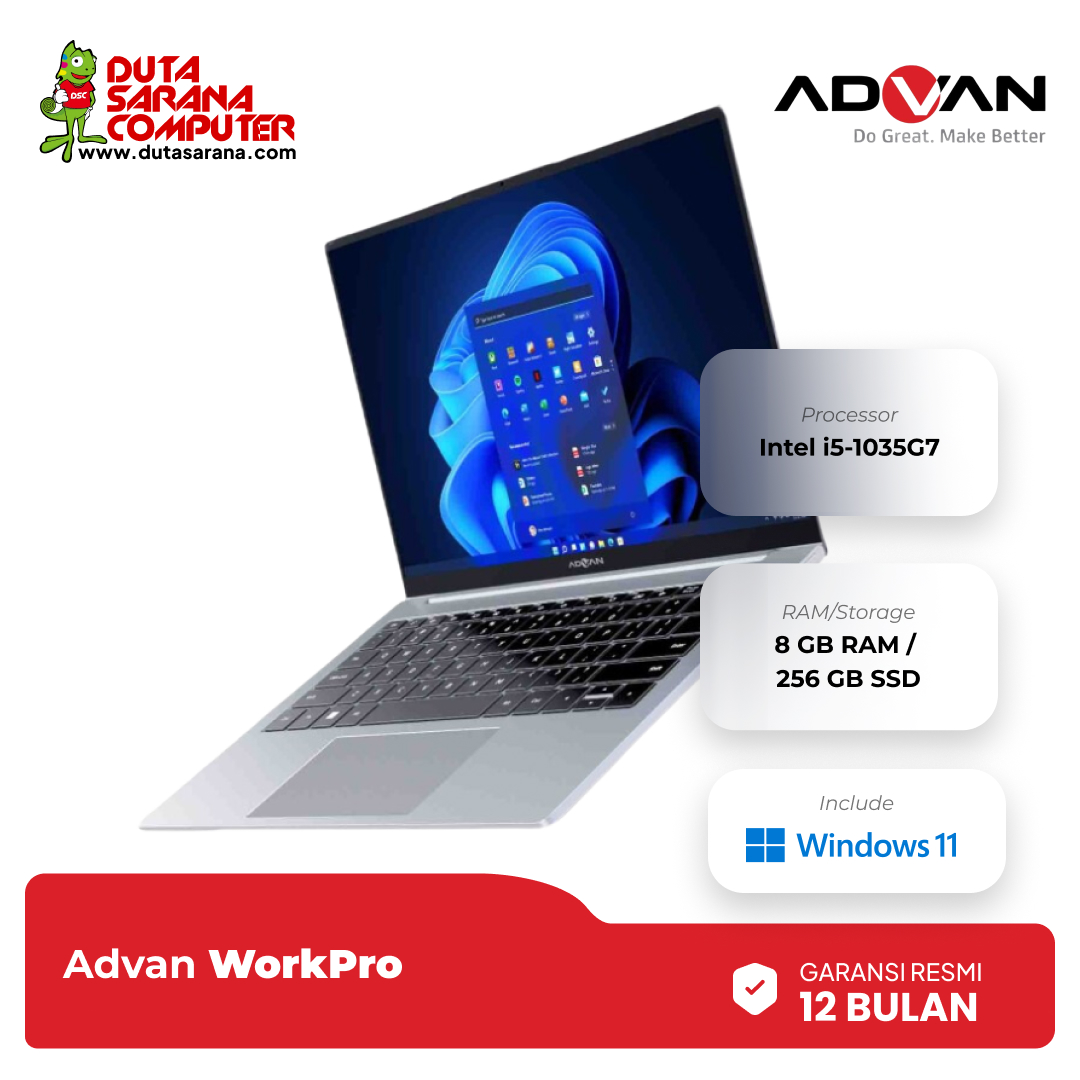 DUTA
SARANA
COMPUTER
DSC
www.dutasarana.com
ADVAN
Do Great. Make Better
Processor
Intel i5-1035G7
ADVAN
RAM/Storage
8 GB RAM /
256 GB SSD
Include
Windows 11
Advan WorkPro
GARANSI RESMI
12 BULAN